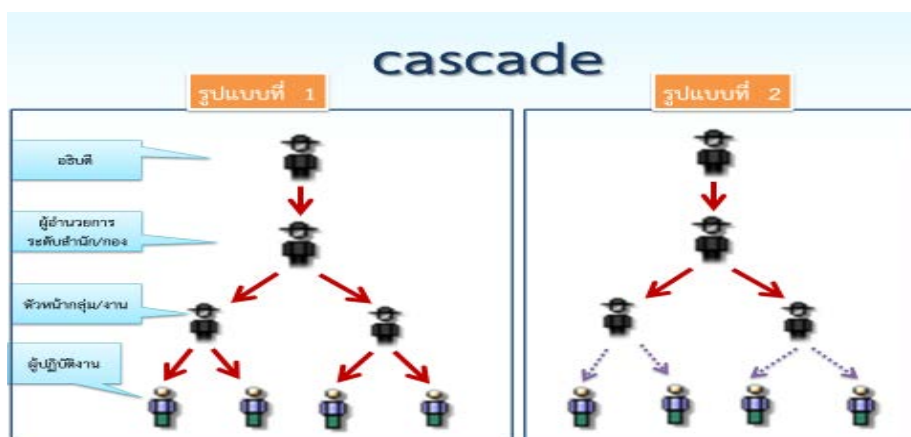 cascade
รูปแบบที่ 1
รูปแบบที่ 2
อธิบดี
ผู้อำนวยการ
ระดับสำนัก/กอง
หัวหน้ากลุ่ม/งาน
ผู้ปฏิบัติงาน